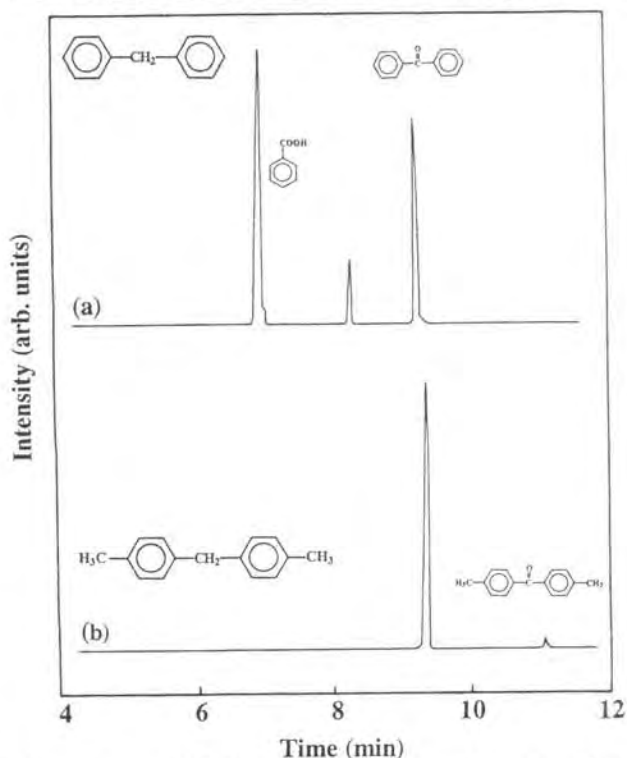 CH₂
O
C
COOH
(a)
Intensity (arb. units)
H₃C CH₂ CH₃
O
H₃C C CH₃
(b)
4 6 8 10 12
Time (min)